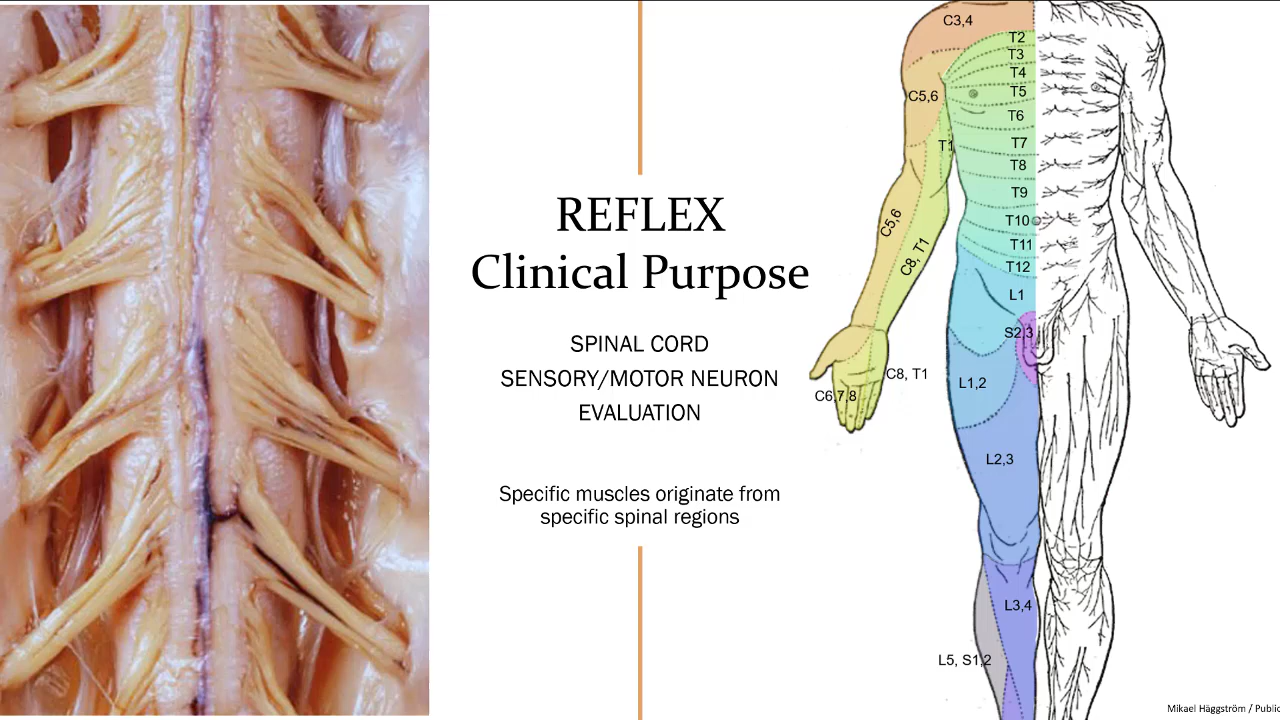 REFLEX
Clinical Purpose
SPINAL CORD
SENSORY/MOTOR NEURON
EVALUATION
Specific muscles originate from
specific spinal regions
C3,4
T2
T3
T4
T5
C5,6
T6
T1
T7
T8
T9
C5,6
T10
C8, T1
T11
T12
L1
S2,3
C8, T1
L1,2
C6,7,8
L2,3
L3,4
L5, S1,2
Mikael Häggström / Public